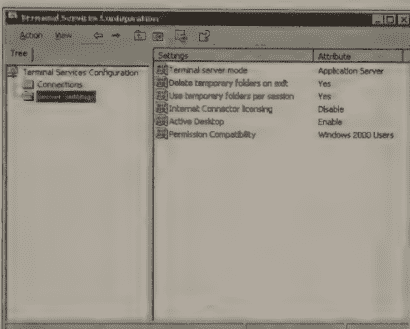 Terminal Services Configuration
Action View
Tree
Settings Attribute
Terminal Services Configuration
Connections
Server Settings
Terminal server mode Application Server
Delete temporary folders on exit Yes
Use temporary folders per session Yes
Internet Connector licensing Disable
Active Desktop Enable
Permission Compatibility Windows 2000 Users